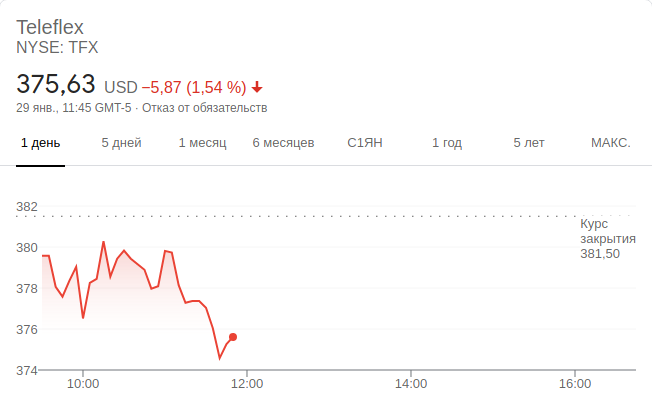 Teleflex
NYSE: TFX
375,63 USD −5,87 (1,54 %)
29 янв., 11:45 GMT-5 · Отказ от обязательств
1 день 5 дней 1 месяц 6 месяцев С1ЯН 1 год 5 лет МАКС.
382
Курс
закрытия
381,50
380
378
376
374
10:00 12:00 14:00 16:00